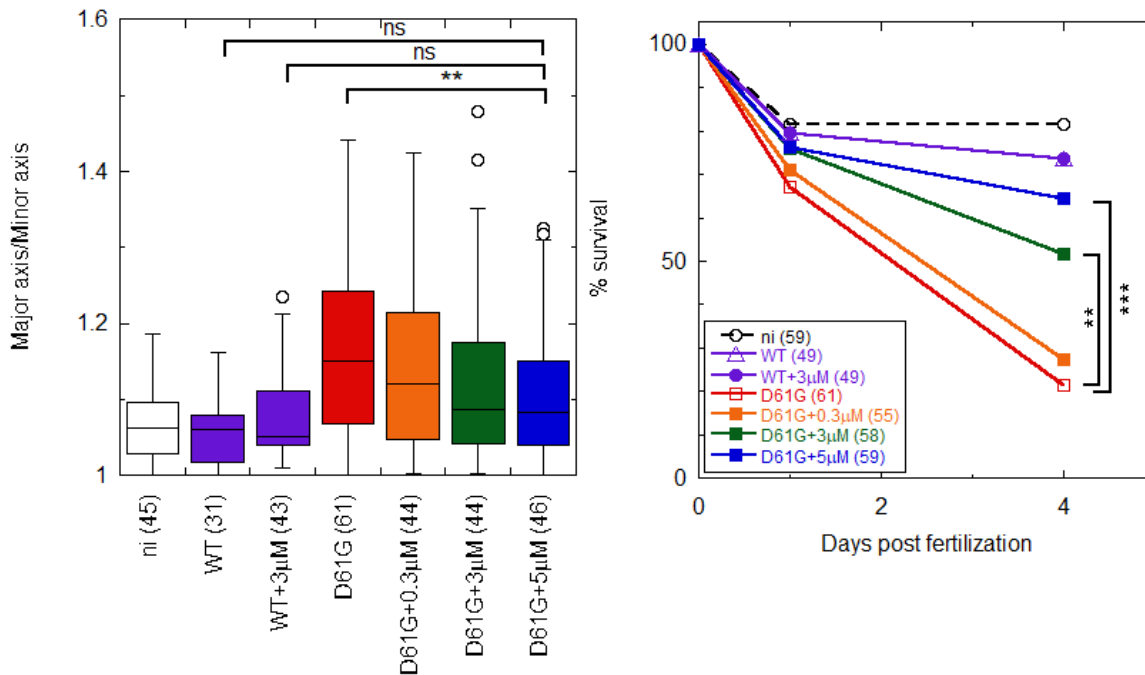 1.6
1.4
1.2
1
Major axis/Minor axis
ns
ns
**
ni (45)
WT (31)
WT+3μM (43)
D61G (61)
D61G+0.3μM (44)
D61G+3μM (44)
D61G+5μM (46)
100
50
0
% survival
ni (59)
WT (49)
WT+3μM (49)
D61G (61)
D61G+0.3μM (55)
D61G+3μM (58)
D61G+5μM (59)
**
***
0
2
4
Days post fertilization